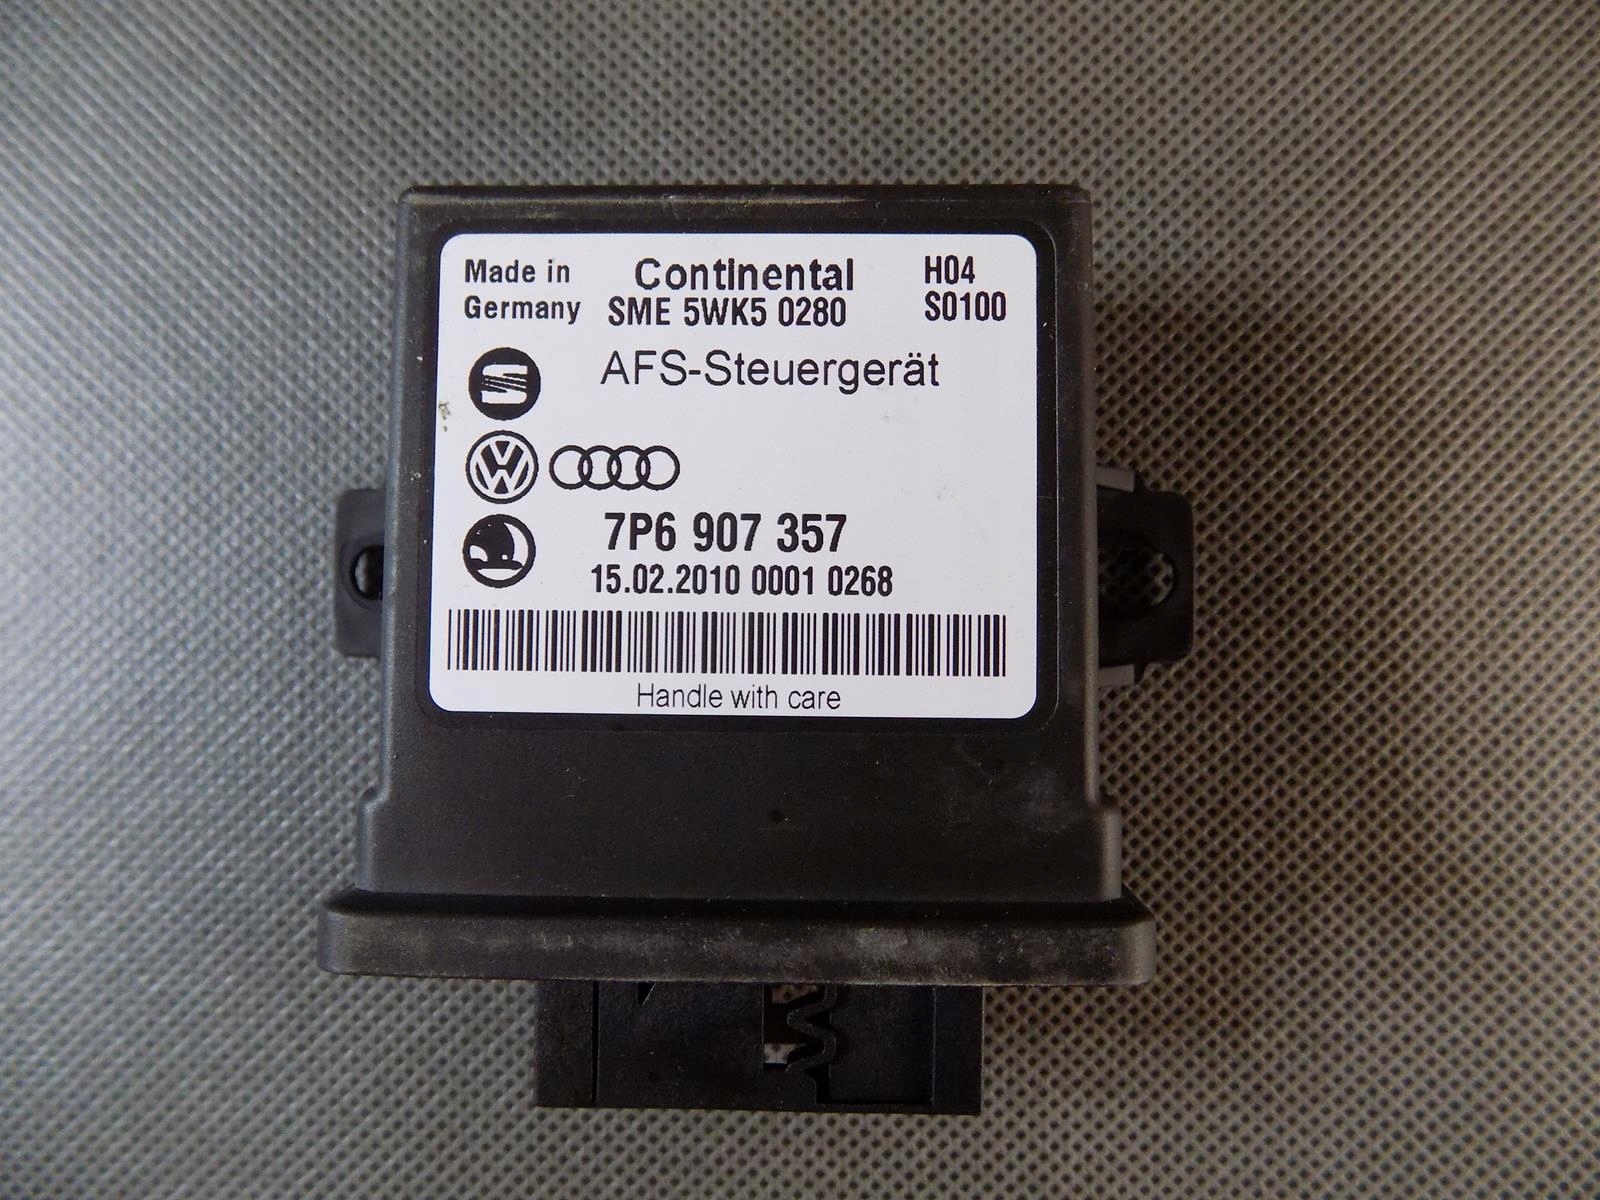 Made in
Germany
Continental
SME 5WK5 0280
H04
S0100
AFS-Steuergerät
7P6 907 357
15.02.2010 0001 0268
Handle with care